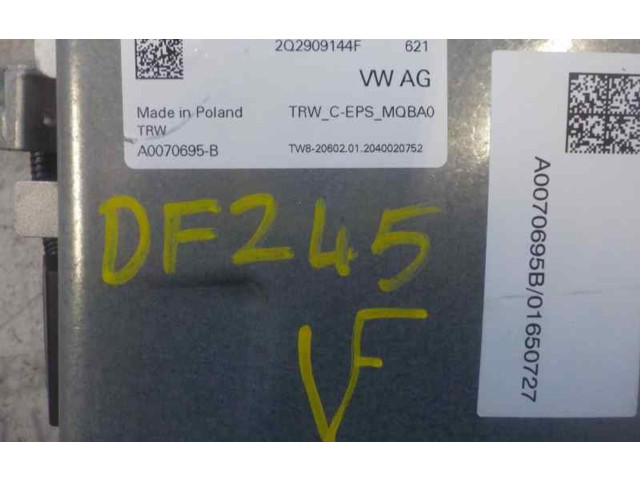 2Q2909144F 621
VW AG
Made in Poland TRW_C-EPS_MQBA0
TRW
A0070695-B TW8-20602.01.2040020752
DF245
VF
A0070695B/01650727